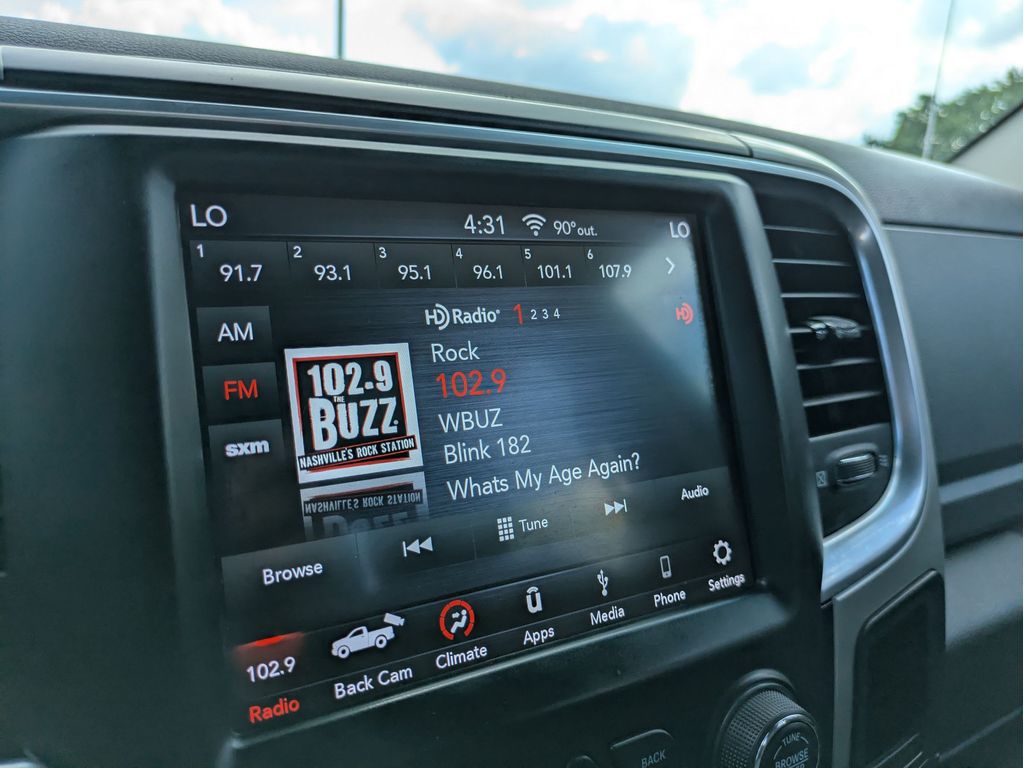 LO 4:31 90° out. LO
1 91.7 2 93.1 3 95.1 4 96.1 5 101.1 6 107.9
HD Radio® 1 2 3 4 HD
AM
FM
sxm
102.9
THE
BUZZ
NASHVILLE'S ROCK STATION
Rock
102.9
WBUZ
Blink 182
Whats My Age Again?
Browse Tune Audio
102.9
Radio Back Cam Climate Apps Media Phone Settings
BACK
TUNE
BROWSE